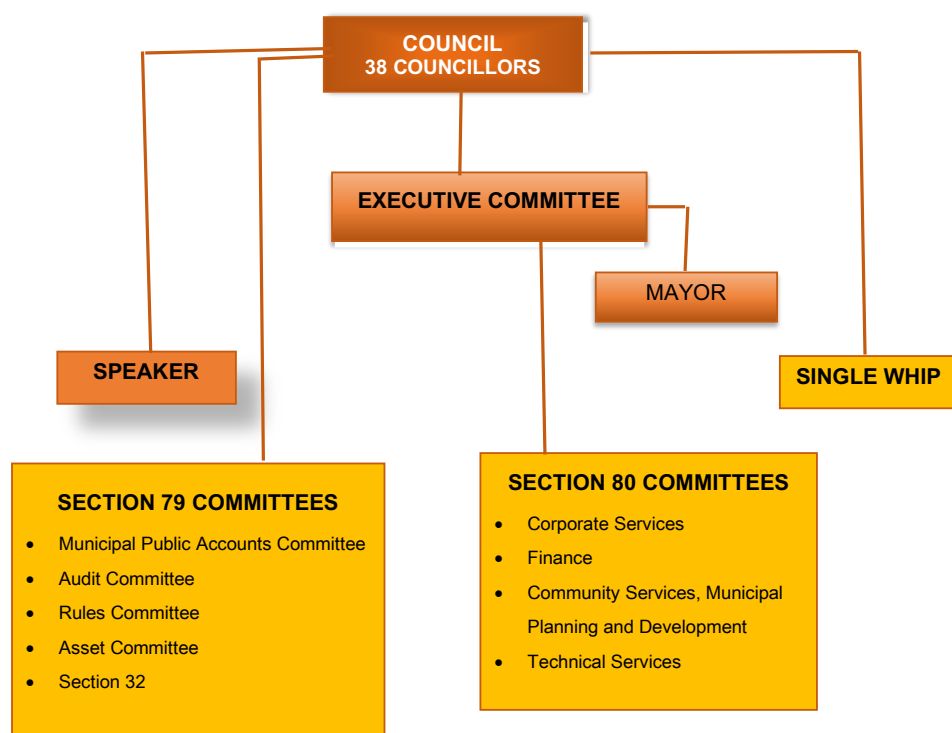 COUNCIL
38 COUNCILLORS
EXECUTIVE COMMITTEE
MAYOR
SPEAKER
SINGLE WHIP
SECTION 79 COMMITTEES
• Municipal Public Accounts Committee
• Audit Committee
• Rules Committee
• Asset Committee
• Section 32
SECTION 80 COMMITTEES
• Corporate Services
• Finance
• Community Services, Municipal
Planning and Development
• Technical Services